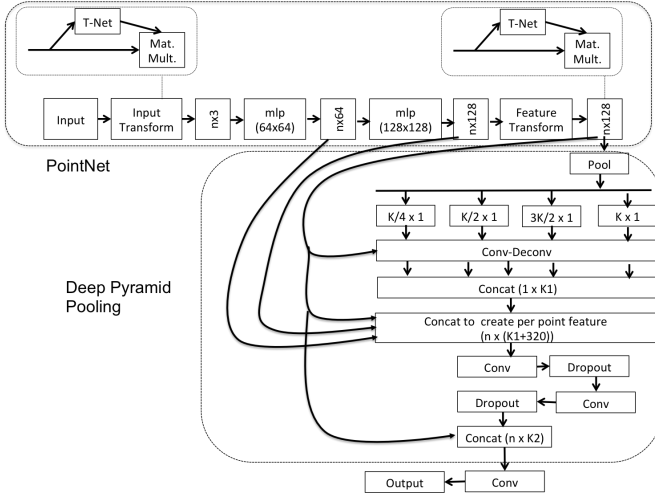 T-Net
Mat.
Mult.
T-Net
Mat.
Mult.
Input
Input
Transform
nx3
mlp
(64x64)
nx64
mlp
(128x128)
nx128
Feature
Transform
nx128
PointNet
Pool
K/4 x 1
K/2 x 1
3K/2 x 1
K x 1
Conv-Deconv
Concat (1 x K1)
Deep Pyramid
Pooling
Concat to create per point feature
(n x (K1+320))
Conv
Dropout
Dropout
Conv
Concat (n x K2)
Output
Conv